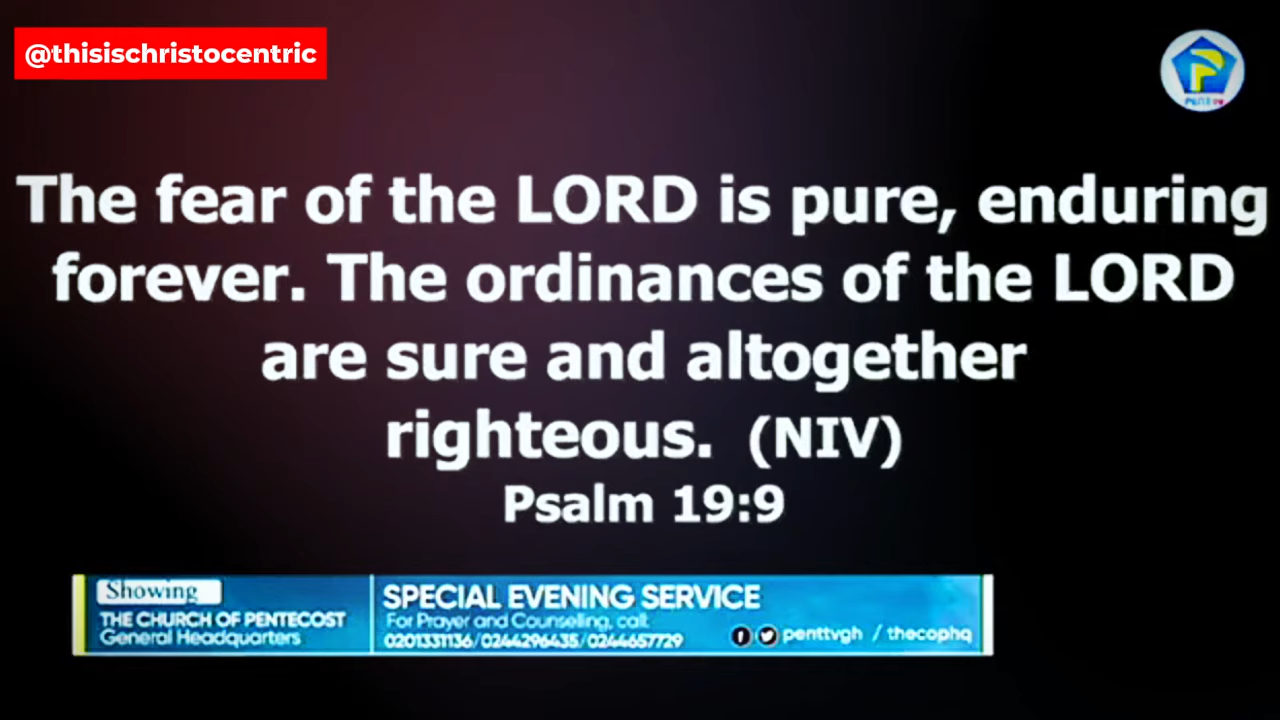 @thisischristocentric
The fear of the LORD is pure, enduring
forever. The ordinances of the LORD
are sure and altogether
righteous. (NIV)
Psalm 19:9
Showing
THE CHURCH OF PENTECOST
General Headquarters
SPECIAL EVENING SERVICE
For Prayer and Counseling, call:
0201331136/0244296435/0244657729
penttvgh / thecophq